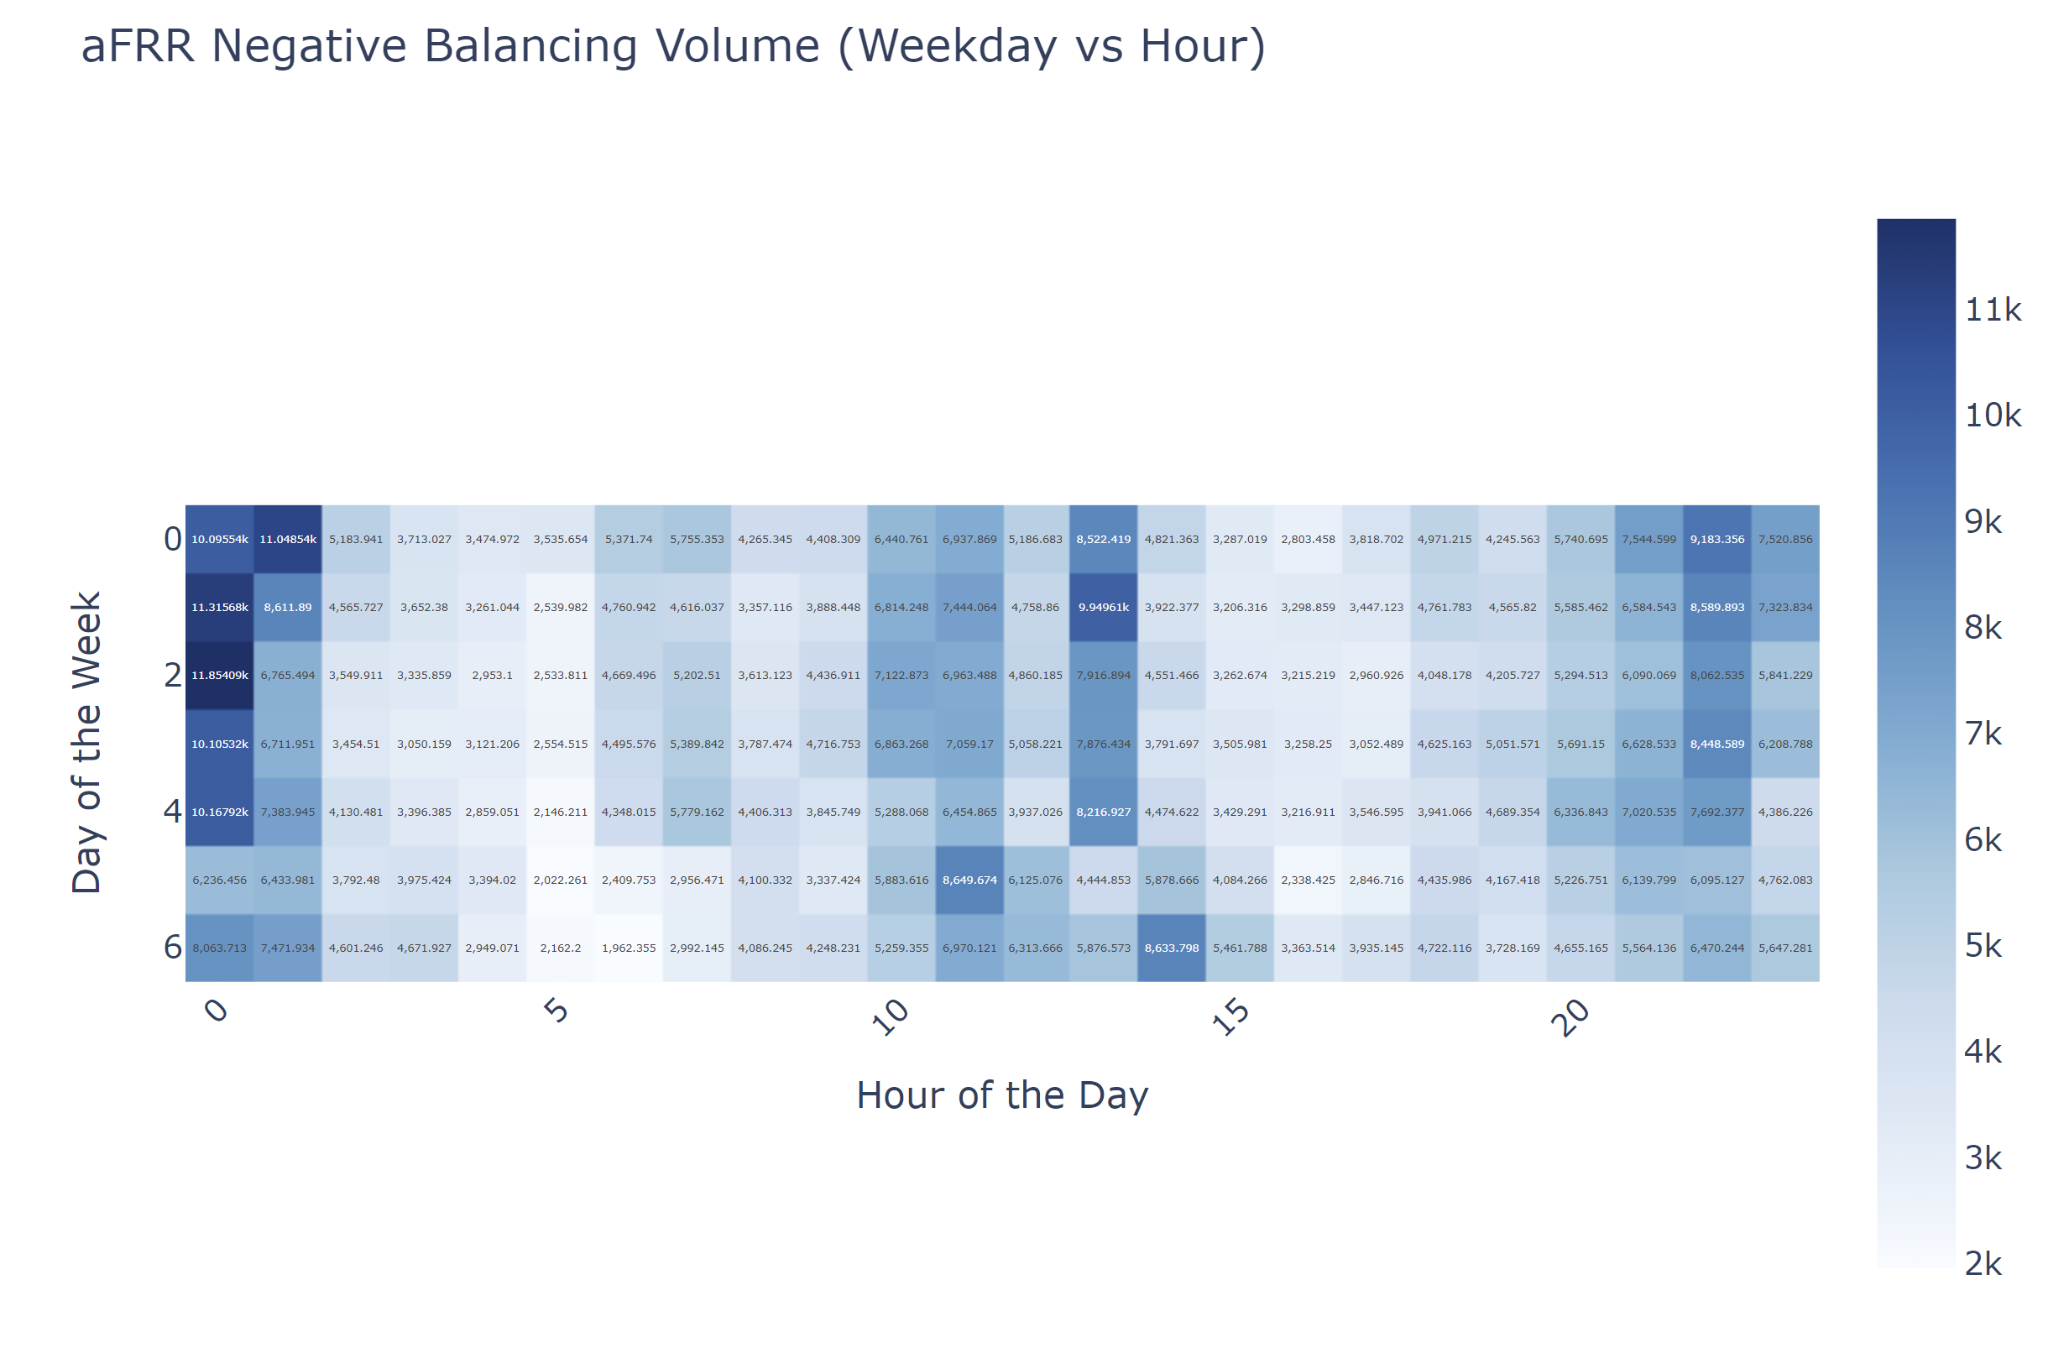 aFRR Negative Balancing Volume (Weekday vs Hour)
11k
10k
9k
8k
7k
6k
5k
4k
3k
2k
Day of the Week
0 10.09554k 11.04854k 5,183.941 3,713.027 3,474.972 3,535.654 5,371.74 5,755.353 4,265.345 4,408.309 6,440.761 6,937.869 5,186.683 8,522.419 4,821.363 3,287.019 2,803.458 3,818.702 4,971.215 4,245.563 5,740.695 7,544.599 9,183.356 7,520.856
11.31568k 8,611.89 4,565.727 3,652.38 3,261.044 2,539.982 4,760.942 4,616.037 3,357.116 3,888.448 6,814.248 7,444.064 4,758.86 9.94961k 3,922.377 3,206.316 3,298.859 3,447.123 4,761.783 4,565.82 5,585.462 6,584.543 8,589.893 7,323.834
2 11.85409k 6,765.494 3,549.911 3,335.859 2,953.1 2,533.811 4,669.496 5,202.51 3,613.123 4,436.911 7,122.873 6,963.488 4,860.185 7,916.894 4,551.466 3,262.674 3,215.219 2,960.926 4,048.178 4,205.727 5,294.513 6,090.069 8,062.535 5,841.229
10.10532k 6,711.951 3,454.51 3,050.159 3,121.206 2,554.515 4,495.576 5,389.842 3,787.474 4,716.753 6,863.268 7,059.17 5,058.221 7,876.434 3,791.697 3,505.981 3,258.25 3,052.489 4,625.163 5,051.571 5,691.15 6,628.533 8,448.589 6,208.788
4 10.16792k 7,383.945 4,130.481 3,396.385 2,859.051 2,146.211 4,348.015 5,779.162 4,406.313 3,845.749 5,288.068 6,454.865 3,937.026 8,216.927 4,474.622 3,429.291 3,216.911 3,546.595 3,941.066 4,689.354 6,336.843 7,020.535 7,692.377 4,386.226
6,236.456 6,433.981 3,792.48 3,975.424 3,394.02 2,022.261 2,409.753 2,956.471 4,100.332 3,337.424 5,883.616 8,649.674 6,125.076 4,444.853 5,878.666 4,084.266 2,338.425 2,846.716 4,435.986 4,167.418 5,226.751 6,139.799 6,095.127 4,762.083
6 8,063.713 7,471.934 4,601.246 4,671.927 2,949.071 2,162.2 1,962.355 2,992.145 4,086.245 4,248.231 5,259.355 6,970.121 6,313.666 5,876.573 8,633.798 5,461.788 3,363.514 3,935.145 4,722.116 3,728.169 4,655.165 5,564.136 6,470.244 5,647.281
0 5 10 15 20
Hour of the Day